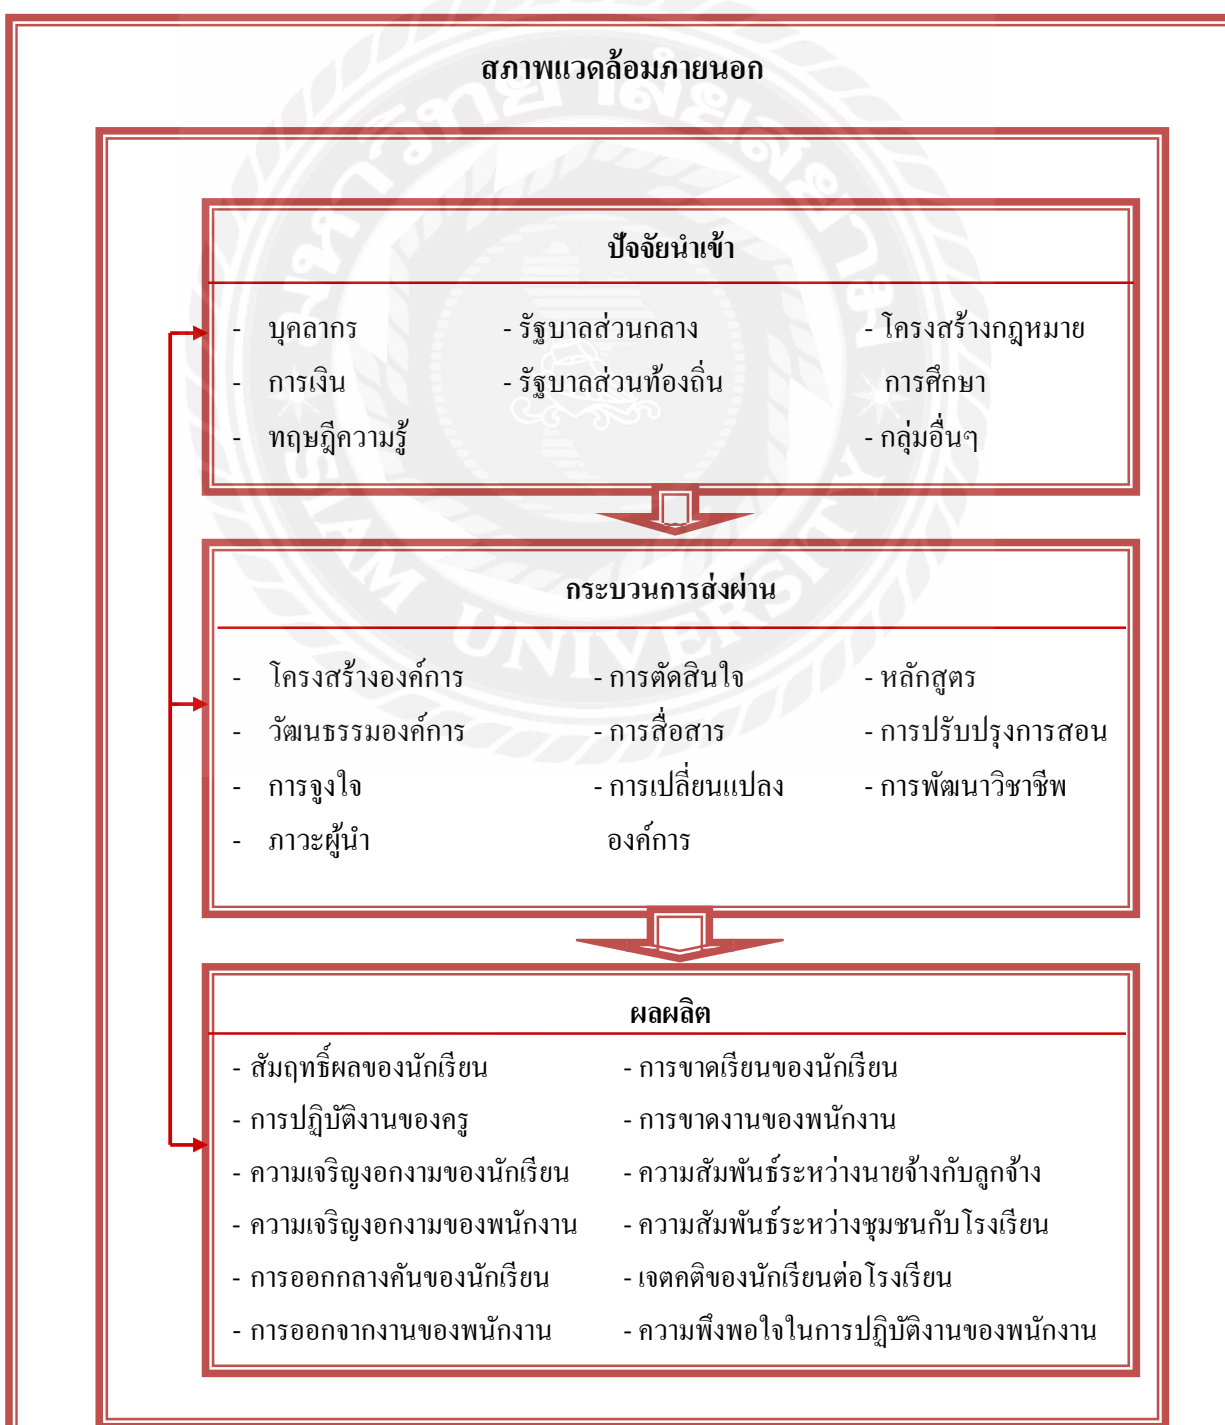 สภาพแวดล้อมภายนอก
ปัจจัยนำเข้า
- บุคลากร - รัฐบาลส่วนกลาง - โครงสร้างกฎหมาย
- การเงิน - รัฐบาลส่วนท้องถิ่น การศึกษา
- ทฤษฎีความรู้ - กลุ่มอื่นๆ
กระบวนการส่งผ่าน
- โครงสร้างองค์การ - การตัดสินใจ - หลักสูตร
- วัฒนธรรมองค์การ - การสื่อสาร - การปรับปรุงการสอน
- การจูงใจ - การเปลี่ยนแปลง - การพัฒนาวิชาชีพ
- ภาวะผู้นำ องค์การ
ผลผลิต
- สัมฤทธิ์ผลของนักเรียน - การขาดเรียนของนักเรียน
- การปฏิบัติงานของครู - การขาดงานของพนักงาน
- ความเจริญงอกงามของนักเรียน - ความสัมพันธ์ระหว่างนายจ้างกับลูกจ้าง
- ความเจริญงอกงามของพนักงาน - ความสัมพันธ์ระหว่างชุมชนกับโรงเรียน
- การออกกลางคันของนักเรียน - เจตคติของนักเรียนต่อโรงเรียน
- การออกจากงานของพนักงาน - ความพึงพอใจในการปฏิบัติงานของพนักงาน
มหาวิทยาลัยสยาม
SIAM UNIVERSITY